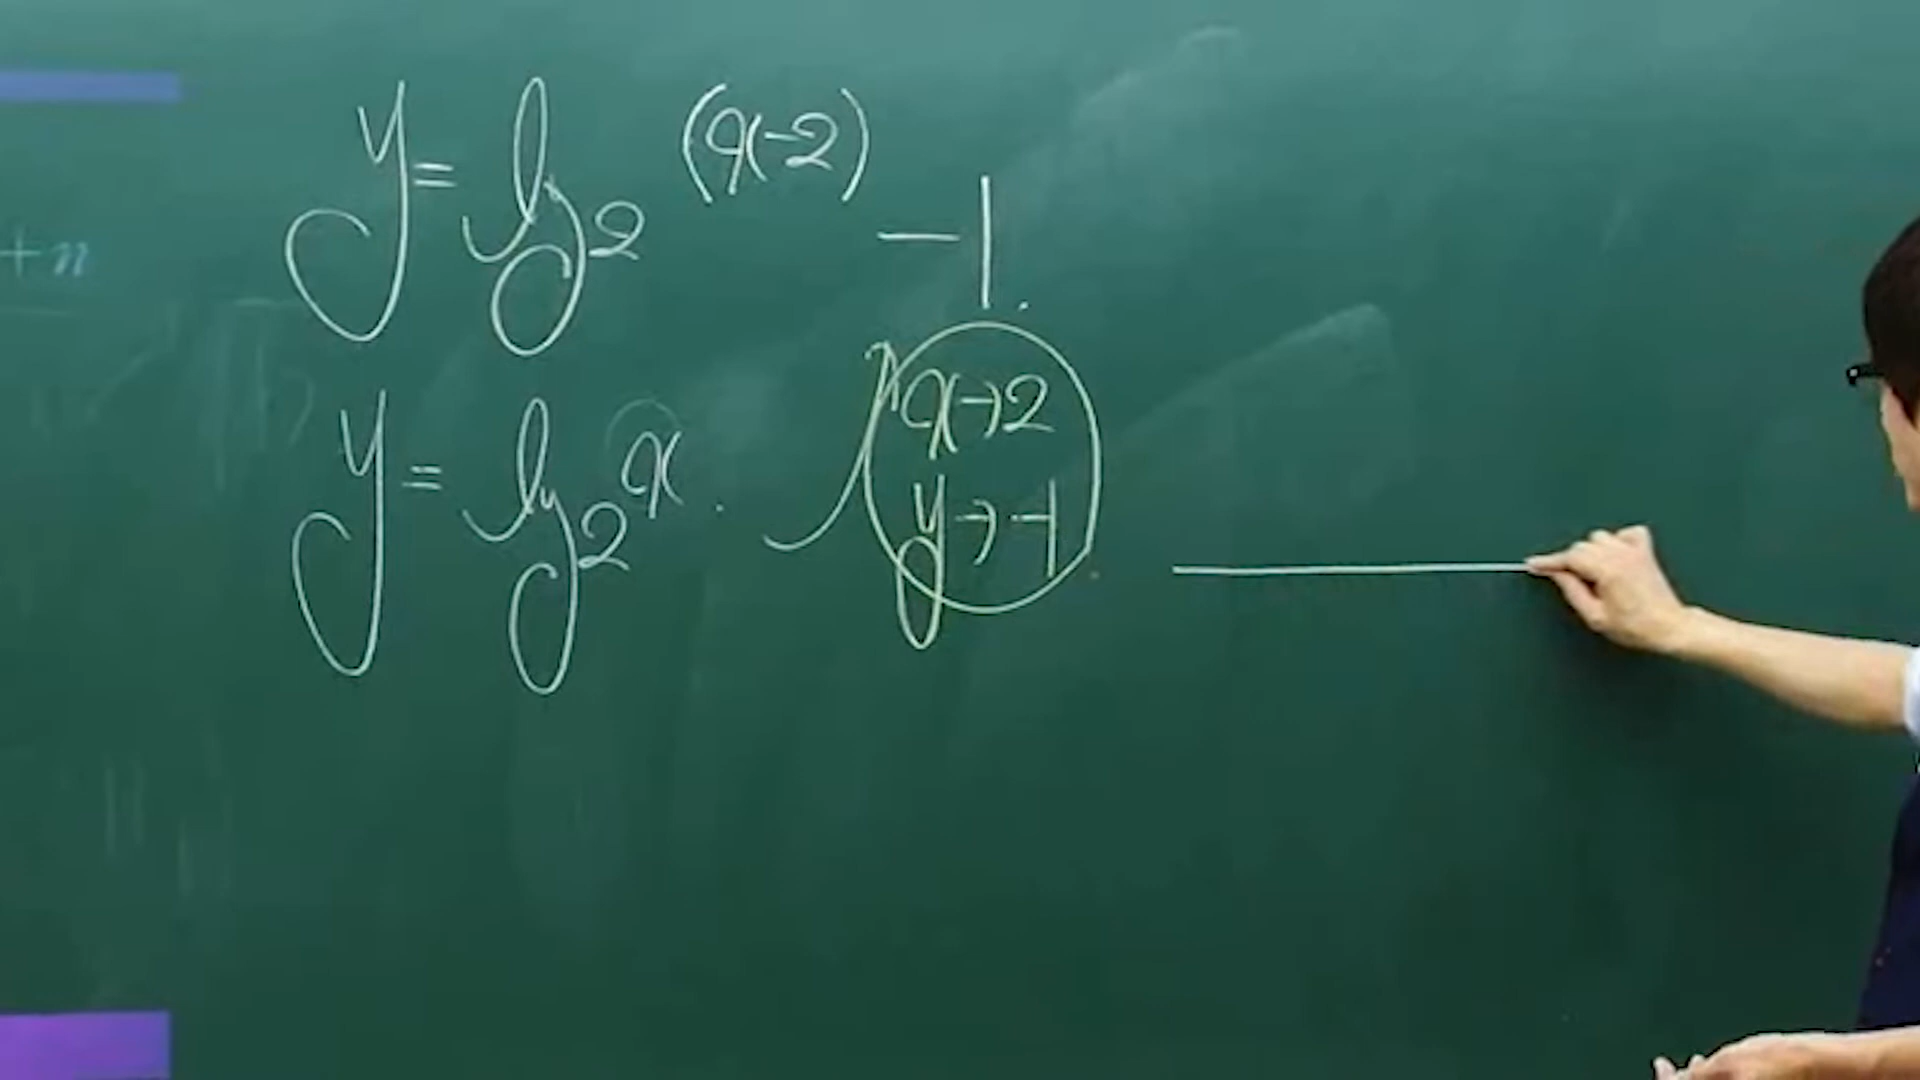 +n
y = log₂ (x-2) -1.
y = log₂ x.
x→2
y→-1